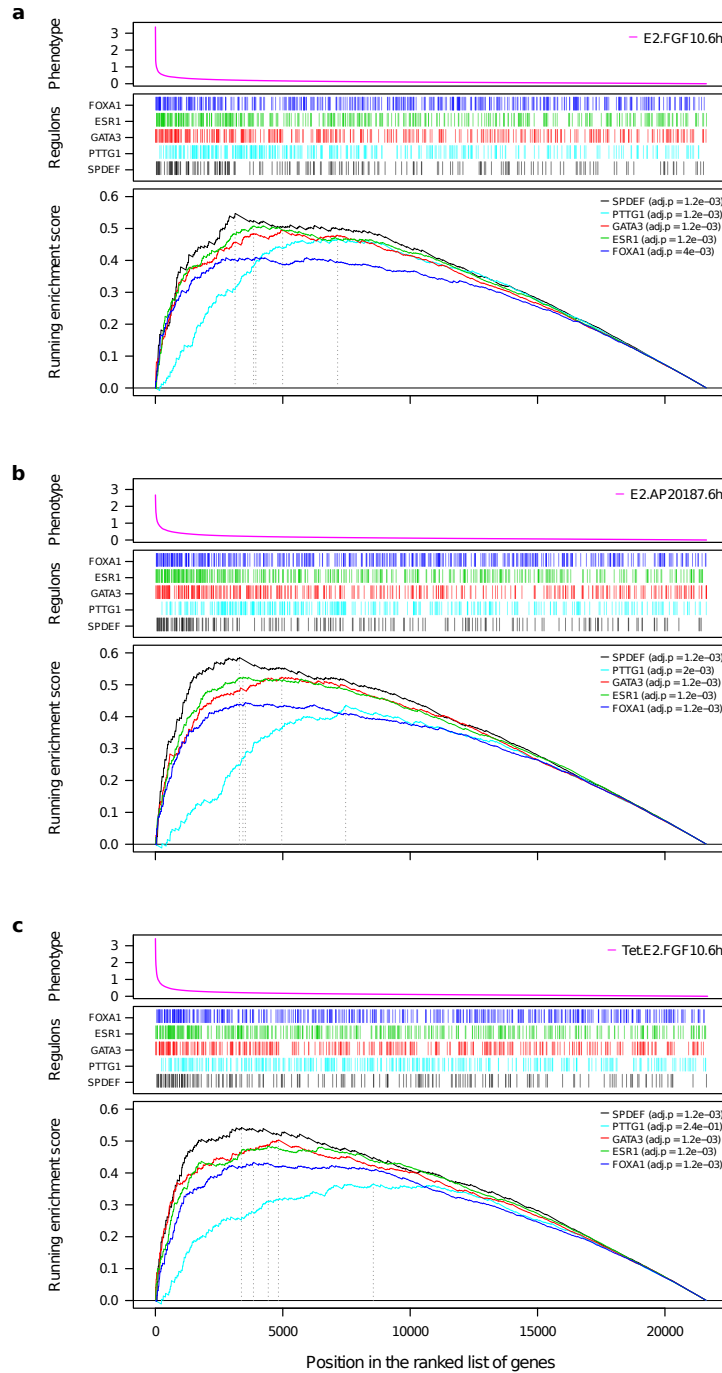 a
Phenotype
3
2
1
0
E2.FGF10.6h
Regulons
FOXA1
ESR1
GATA3
PTTG1
SPDEF
Running enrichment score
0.6
0.5
0.4
0.3
0.2
0.1
0.0
SPDEF (adj.p = 1.2e−03)
PTTG1 (adj.p = 1.2e−03)
GATA3 (adj.p = 1.2e−03)
ESR1 (adj.p = 1.2e−03)
FOXA1 (adj.p = 4e−03)
b
Phenotype
3
2
1
0
E2.AP20187.6h
Regulons
FOXA1
ESR1
GATA3
PTTG1
SPDEF
Running enrichment score
0.6
0.5
0.4
0.3
0.2
0.1
0.0
SPDEF (adj.p = 1.2e−03)
PTTG1 (adj.p = 2e−03)
GATA3 (adj.p = 1.2e−03)
ESR1 (adj.p = 1.2e−03)
FOXA1 (adj.p = 1.2e−03)
c
Phenotype
3
2
1
0
Tet.E2.FGF10.6h
Regulons
FOXA1
ESR1
GATA3
PTTG1
SPDEF
Running enrichment score
0.6
0.5
0.4
0.3
0.2
0.1
0.0
SPDEF (adj.p = 1.2e−03)
PTTG1 (adj.p = 2.4e−01)
GATA3 (adj.p = 1.2e−03)
ESR1 (adj.p = 1.2e−03)
FOXA1 (adj.p = 1.2e−03)
0 5000 10000 15000 20000
Position in the ranked list of genes